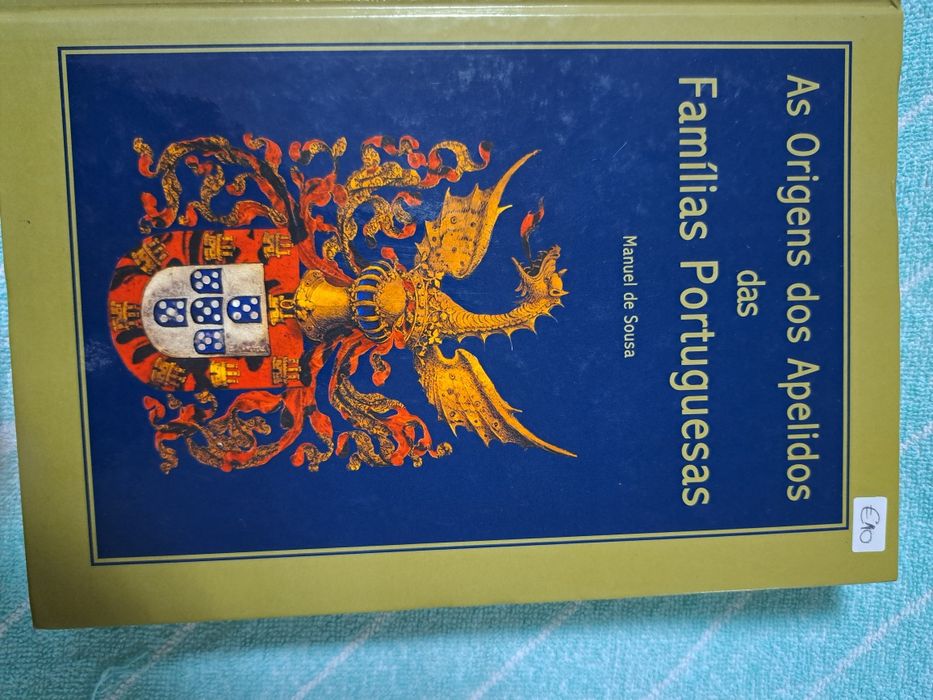 As Origens dos Apelidos
das
Famílias Portuguesas
Manuel de Sousa
€10